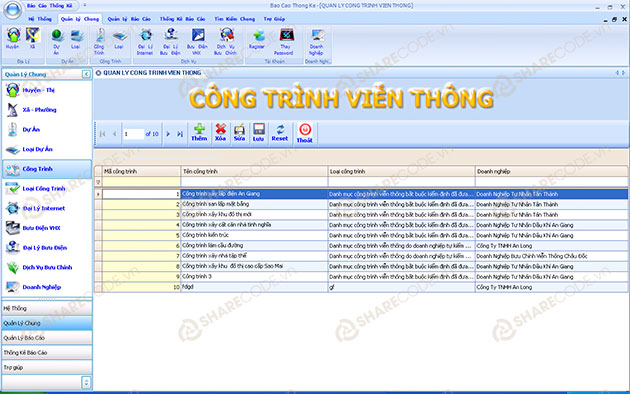 Báo Cáo Thống Kê
Bao Cao Thong Ke - [QUAN LY CONG TRINH VIEN THONG]
Hệ Thống Quản Lý Chung Quản Lý Báo Cáo Thống Kê Báo Cáo Tìm Kiếm Chung Trợ Giúp
Huyện Xã Dự Án Loại Công Trình Loại Đại Lý Internet Bưu Điện VHX Dịch Vụ Bưu Chính Register Thay Password Doanh Nghiệp
Địa Lý Dự Án Công Trình Dịch Vụ Tài Khoản Doanh Nghi...
Quản Lý Chung
QUAN LY CONG TRINH VIEN THONG
Huyện - Thị
Xã - Phường
Dự Án
Loại Dự Án
Công Trình
Loại Công Trình
Đại Lý Internet
Bưu Điện VHX
Đại Lý Bưu Điện
Dịch Vụ Bưu Chính
Doanh Nghiệp
Hệ Thống
Quản Lý Chung
Quản Lý Báo Cáo
Thống Kê Báo Cáo
Trợ giúp
CÔNG TRÌNH VIỄN THÔNG
1 of 10 Thêm Xóa Sửa Lưu Reset Thoát
Mã công trình Tên công trình Loại công trình Doanh nghiệp
1 Công trình xây lắp điện An Giang Danh mục công trình viễn thông bắt buộc kiểm định đã đưa... Doanh Nghiệp Tư Nhân Tân Thành
2 Công trình san lắp mặt bằng Danh mục công trình viễn thông bắt buộc kiểm định đã đưa... Doanh Nghiệp Tư Nhân Tân Thành
3 Công trình xây khu đô thị mới Danh mục công trình viễn thông bắt buộc kiểm định đã đưa... Doanh Nghiệp Tư Nhân Tân Thành
4 Công trình xây cất căn nhà tình nghĩa Danh mục công trình viễn thông bắt buộc kiểm định đã đưa... Doanh Nghiệp Tư Nhân Dầu Khí An Giang
5 Công trình kiến trúc Danh mục công trình viễn thông bắt buộc kiểm định đã đưa... Doanh Nghiệp Tư Nhân Dầu Khí An Giang
6 Công trình làm cầu đường Danh mục công trình viễn thông do doanh nghiệp tự kiểm ... Công Ty TNHH An Long
7 Công trình xây nhà tập thể Danh mục công trình viễn thông do doanh nghiệp tự kiểm ... Doanh Nghiệp Bưu Chính Viễn Thông Châu Đốc
8 Công trình xây khu đô thị cao cấp Sao Mai Danh mục công trình viễn thông bắt buộc kiểm định đã đưa... Doanh Nghiệp Tư Nhân Dầu Khí An Giang
9 Công trình 3 Danh mục công trình viễn thông bắt buộc kiểm định đã đưa... Doanh Nghiệp Tư Nhân Dầu Khí An Giang
10 fdgd gf Công Ty TNHH An Long
SHARECODE.vn